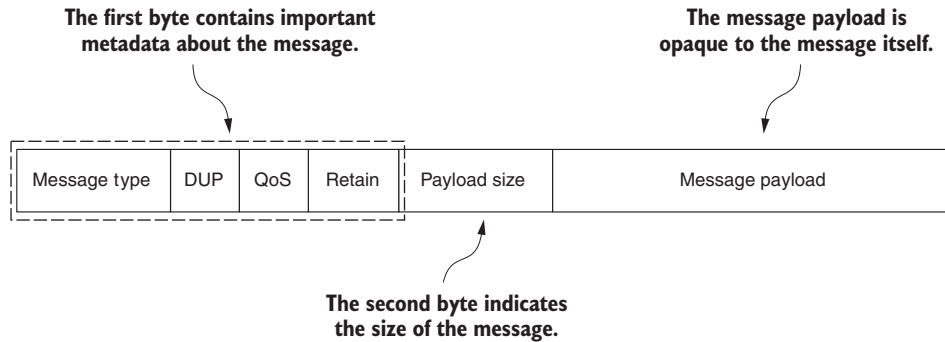 The first byte contains important
metadata about the message.
The message payload is
opaque to the message itself.
Message type DUP QoS Retain Payload size Message payload
The second byte indicates
the size of the message.